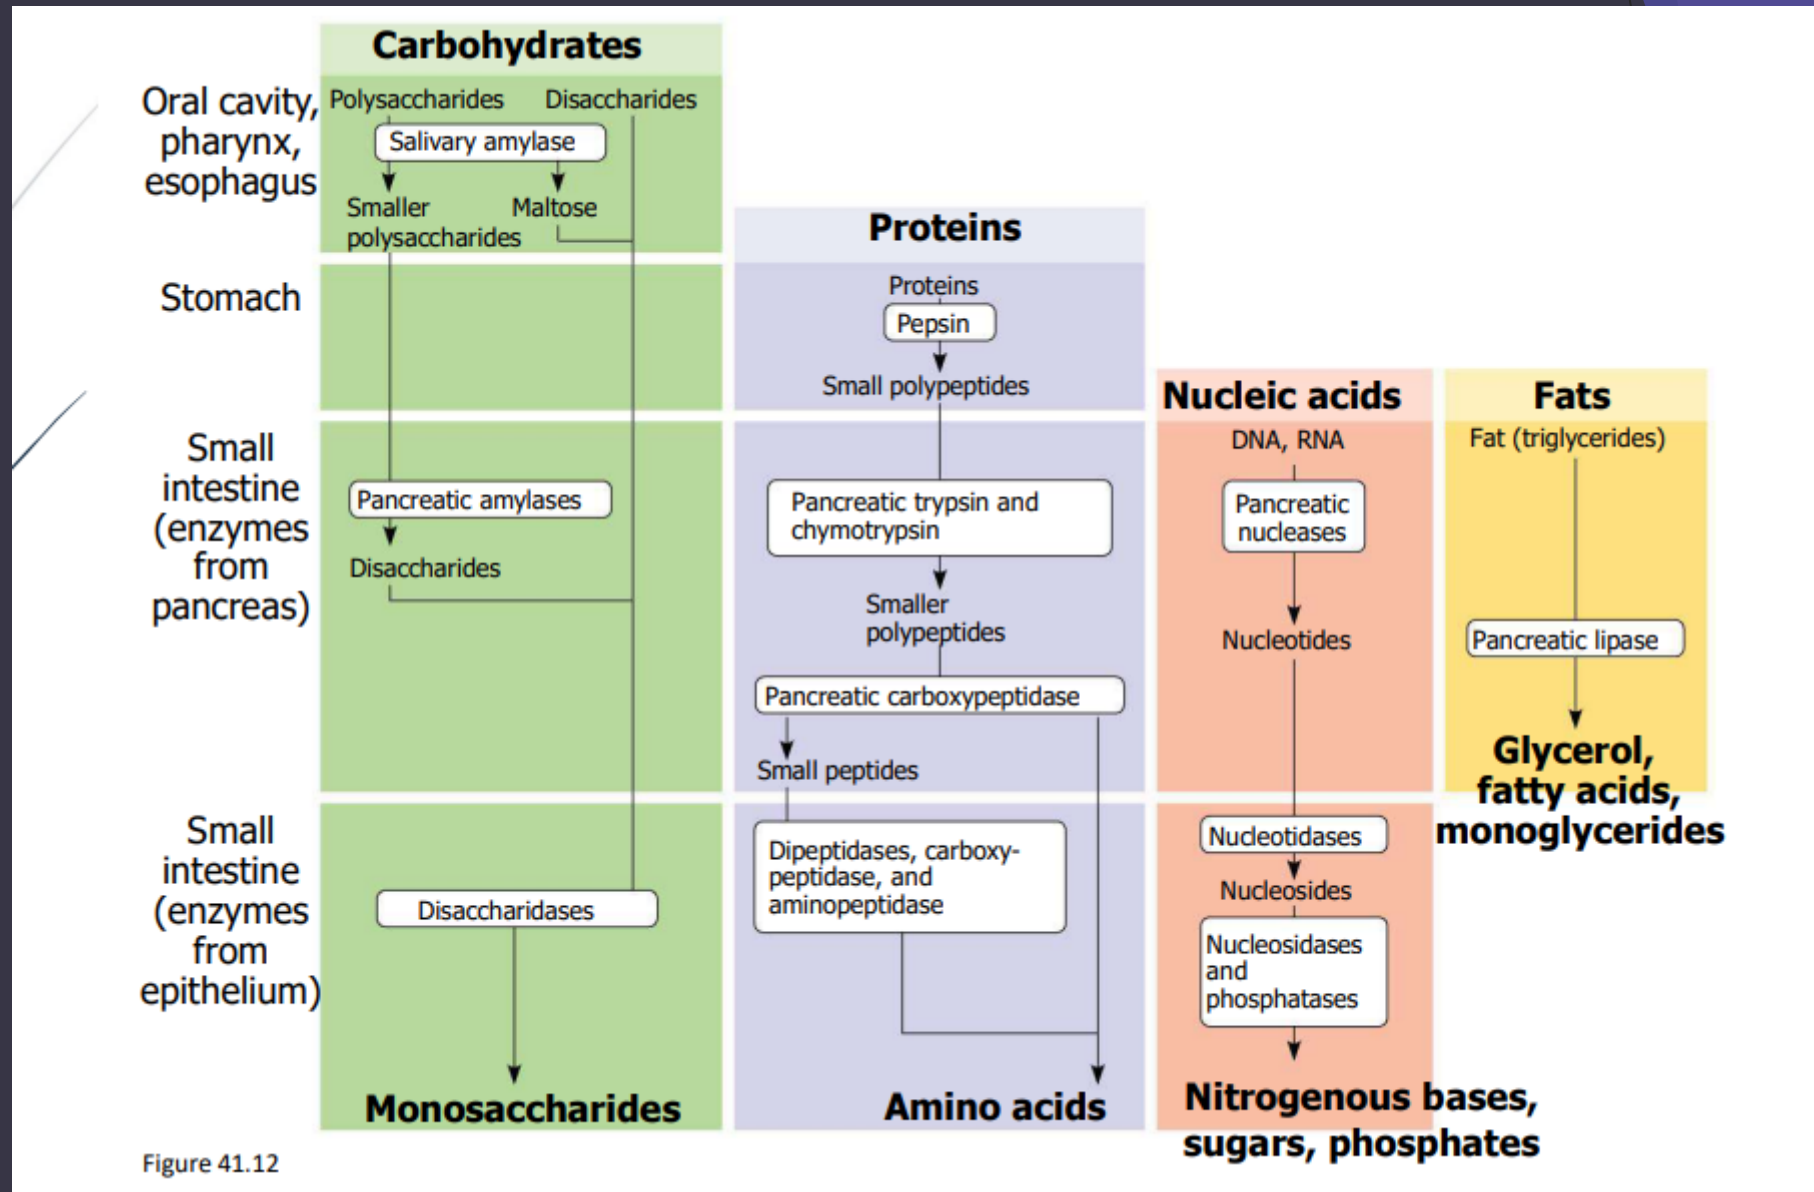 Carbohydrates
Oral cavity,
pharynx,
esophagus
Polysaccharides
Disaccharides
Salivary amylase
Smaller
polysaccharides
Maltose
Stomach
Proteins
Proteins
Pepsin
Small polypeptides
Small
intestine
(enzymes
from
pancreas)
Pancreatic amylases
Disaccharides
Pancreatic trypsin and
chymotrypsin
Smaller
polypeptides
Pancreatic carboxypeptidase
Small peptides
Nucleic acids
DNA, RNA
Pancreatic
nucleases
Nucleotides
Fats
Fat (triglycerides)
Pancreatic lipase
Glycerol,
fatty acids,
monoglycerides
Small
intestine
(enzymes
from
epithelium)
Disaccharidases
Monosaccharides
Dipeptidases, carboxy-
peptidase, and
aminopeptidase
Amino acids
Nucleotidases
Nucleosides
Nucleosidases
and
phosphatases
Nitrogenous bases,
sugars, phosphates
Figure 41.12